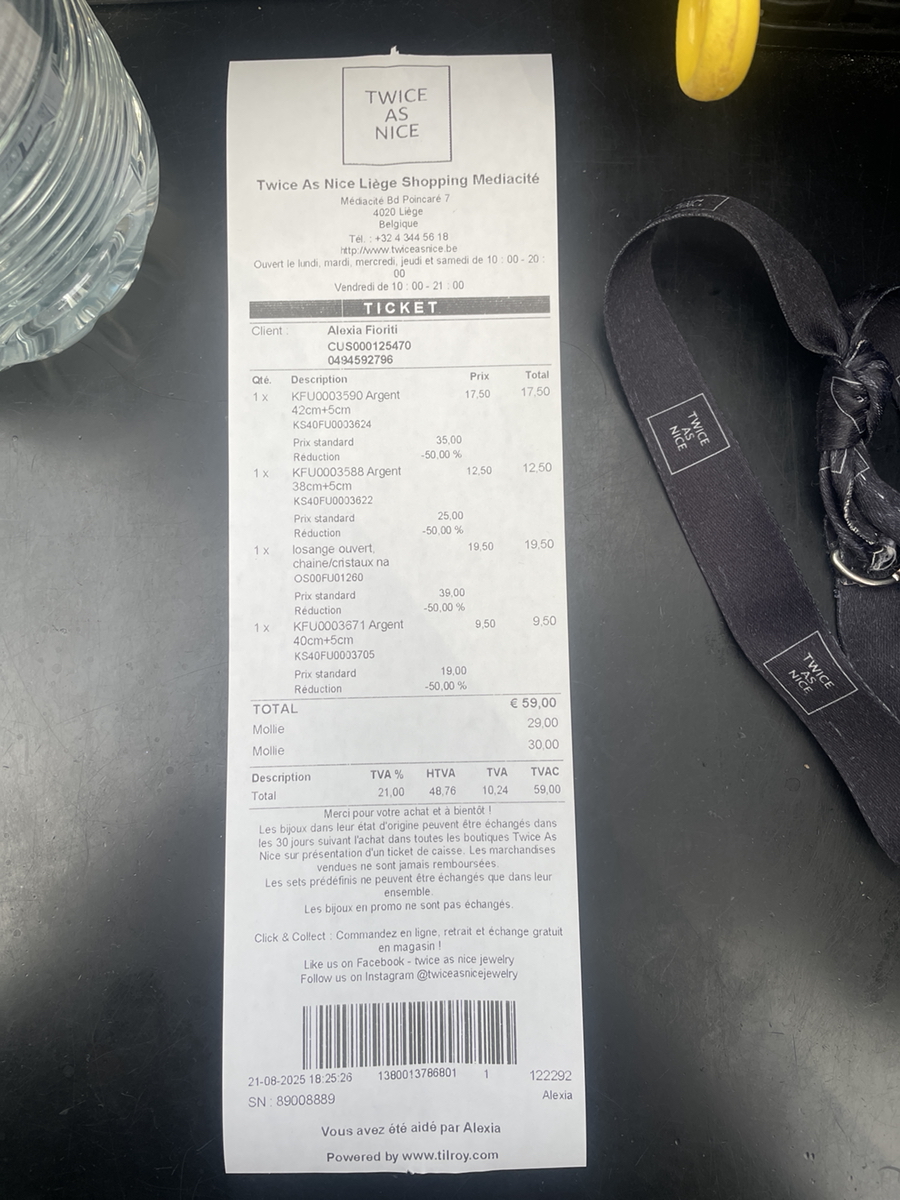 TWICE
AS
NICE
Twice As Nice Liège Shopping Mediacité
Médiacité Bd Poincaré 7
4020 Liège
Belgique
Tél. : +32 4 344 56 18
http://www.twiceasnice.be
Ouvert le lundi, mardi, mercredi, jeudi et samedi de 10 : 00 - 20 :
00
Vendredi de 10 : 00 - 21 : 00
TICKET
Client : Alexia Fioriti
CUS000125470
0494592796
Qté. Description Prix Total
1 x KFU0003590 Argent 17,50 17,50
42cm+5cm
KS40FU0003624
Prix standard 35,00
Réduction -50,00 %
1 x KFU0003588 Argent 12,50 12,50
38cm+5cm
KS40FU0003622
Prix standard 25,00
Réduction -50,00 %
1 x losange ouvert, 19,50 19,50
chaine/cristaux na
OS00FU01260
Prix standard 39,00
Réduction -50,00 %
1 x KFU0003671 Argent 9,50 9,50
40cm+5cm
KS40FU0003705
Prix standard 19,00
Réduction -50,00 %
TOTAL € 59,00
Mollie 29,00
Mollie 30,00
Description TVA % HTVA TVA TVAC
Total 21,00 48,76 10,24 59,00
Merci pour votre achat et à bientôt !
Les bijoux dans leur état d'origine peuvent être échangés dans
les 30 jours suivant l'achat dans toutes les boutiques Twice As
Nice sur présentation d'un ticket de caisse. Les marchandises
vendues ne sont jamais remboursées.
Les sets prédéfinis ne peuvent être échangés que dans leur
ensemble.
Les bijoux en promo ne sont pas échangés.
Click & Collect : Commandez en ligne, retrait et échange gratuit
en magasin !
Like us on Facebook - twice as nice jewelry
Follow us on Instagram @twiceasnicejewelry
21-08-2025 18:25:26 1380013786801 1 122292
SN : 89008889 Alexia
Vous avez été aidé par Alexia
Powered by www.tilroy.com
TWICE
AS
NICE
TWICE
AS
NICE